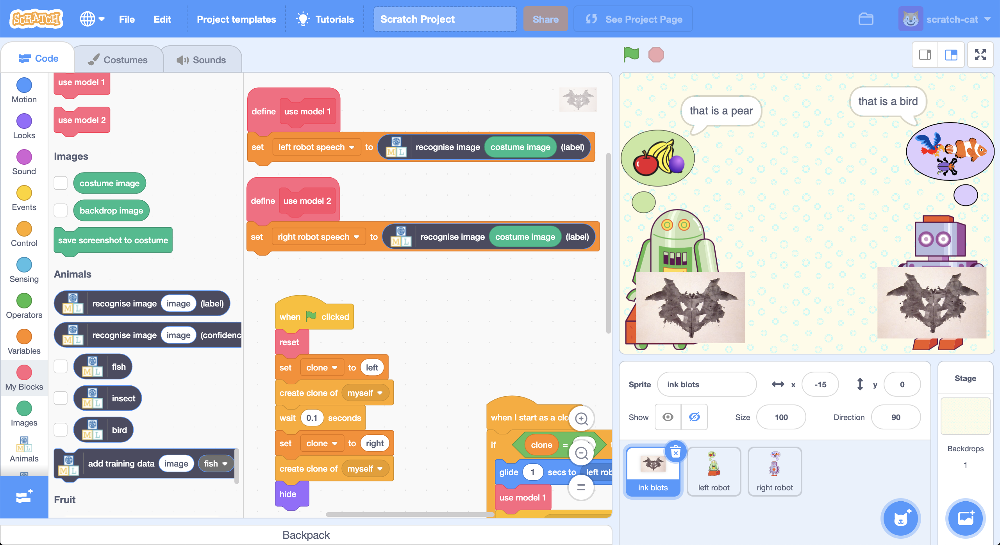 SCRATCH
File
Edit
Project templates
Tutorials
Scratch Project
Share
See Project Page
scratch-cat
Code
Costumes
Sounds
Motion
Looks
Sound
Events
Control
Sensing
Operators
Variables
My Blocks
Images
Animals
use model 1
use model 2
Images
costume image
backdrop image
save screenshot to costume
Animals
ML recognise image image (label)
ML recognise image image (confidenc
ML fish
ML insect
ML bird
ML add training data image fish
Fruit
define use model 1
set left robot speech to ML recognise image costume image (label)
define use model 2
set right robot speech to ML recognise image costume image (label)
when clicked
reset
set clone to left
create clone of myself
wait 0.1 seconds
set clone to right
create clone of myself
hide
when I start as a clo
if clone =
glide 1 secs to left rob
use model 1
Backpack
that is a pear
that is a bird
Sprite ink blots x -15 y 0
Show Size 100 Direction 90
ink blots
left robot
right robot
Stage
Backdrops
1